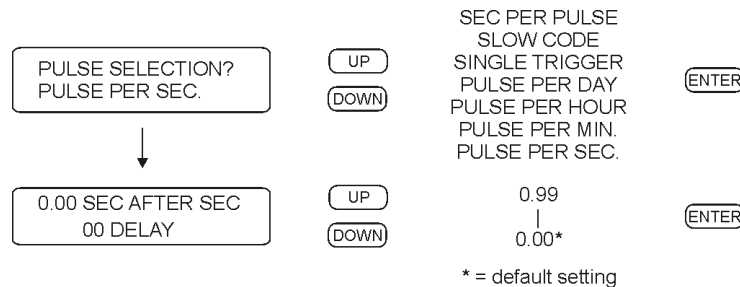 PULSE SELECTION?
PULSE PER SEC.
UP
DOWN
SEC PER PULSE
SLOW CODE
SINGLE TRIGGER
PULSE PER DAY
PULSE PER HOUR
PULSE PER MIN.
PULSE PER SEC.
ENTER
0.00 SEC AFTER SEC
00 DELAY
UP
DOWN
0.99
|
0.00*
ENTER
* = default setting